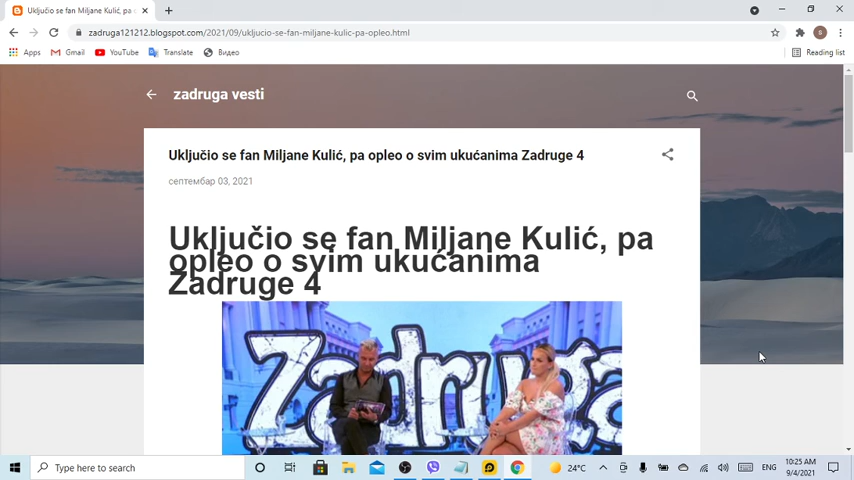 Uključio se fan Miljane Kulić, pa c
zadruga121212.blogspot.com/2021/09/ukljucio-se-fan-miljane-kulic-pa-opleo.html
Apps Gmail YouTube Translate Видео Reading list
zadruga vesti
Uključio se fan Miljane Kulić, pa opleo o svim ukućanima Zadruge 4
септембар 03, 2021
Uključio se fan Miljane Kulić, pa
opleo o svim ukućanima
Zadruge 4
Zadruga
Type here to search
24°C
ENG
10:25 AM
9/4/2021